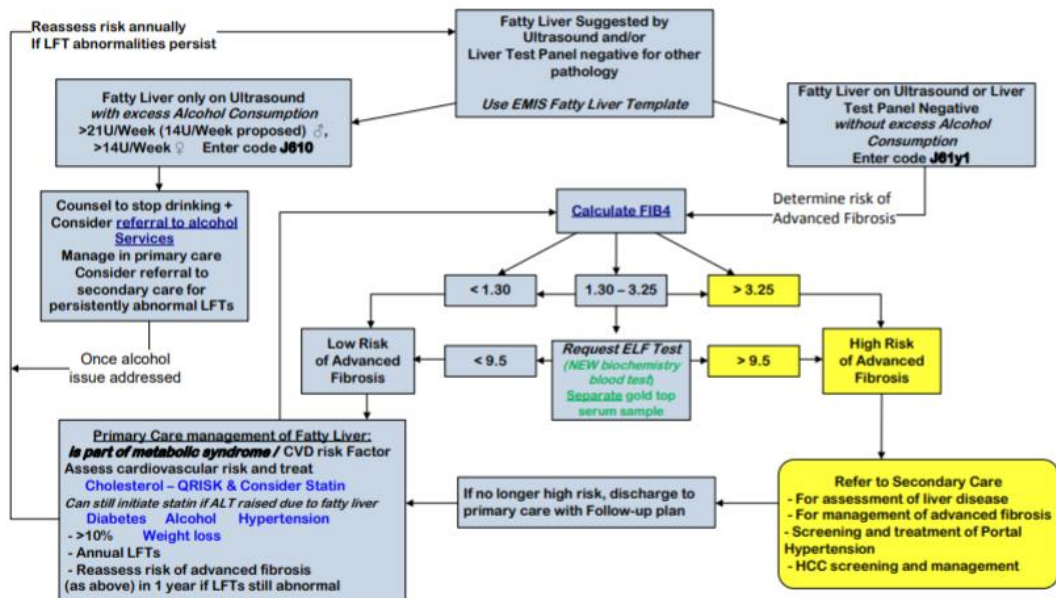 Reassess risk annually
If LFT abnormalities persist
Fatty Liver Suggested by
Ultrasound and/or
Liver Test Panel negative for other
pathology
Use EMIS Fatty Liver Template
Fatty Liver only on Ultrasound
with excess Alcohol Consumption
>21U/Week (14U/Week proposed) ♂,
>14U/Week ♀ Enter code J610
Fatty Liver on Ultrasound or Liver
Test Panel Negative
without excess Alcohol
Consumption
Enter code J61y1
Counsel to stop drinking +
Consider referral to alcohol
Services
Manage in primary care
Consider referral to
secondary care for
persistently abnormal LFTs
Calculate FIB4
Determine risk of
Advanced Fibrosis
< 1.30
1.30 – 3.25
> 3.25
Once alcohol
issue addressed
Low Risk
of Advanced
Fibrosis
< 9.5
Request ELF Test
(NEW biochemistry
blood test)
Separate gold top
serum sample
> 9.5
High Risk
of Advanced
Fibrosis
Primary Care management of Fatty Liver:
is part of metabolic syndrome / CVD risk Factor
Assess cardiovascular risk and treat
Cholesterol – QRISK & Consider Statin
Can still initiate statin if ALT raised due to fatty liver
Diabetes Alcohol Hypertension
- >10% Weight loss
- Annual LFTs
- Reassess risk of advanced fibrosis
(as above) in 1 year if LFTs still abnormal
If no longer high risk, discharge to
primary care with Follow-up plan
Refer to Secondary Care
- For assessment of liver disease
- For management of advanced fibrosis
- Screening and treatment of Portal
Hypertension
- HCC screening and management